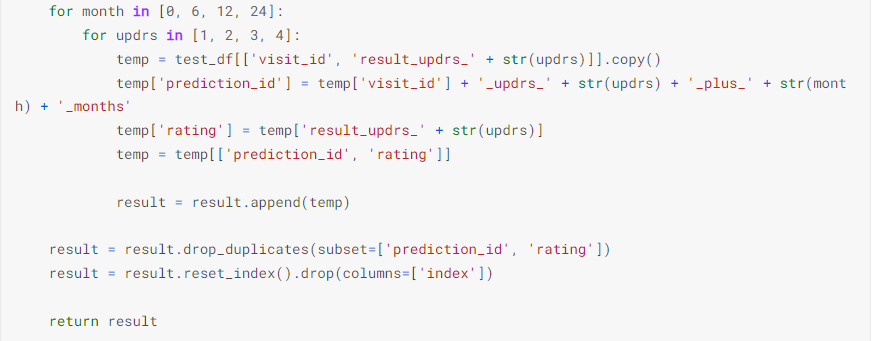 for month in [0, 6, 12, 24]:
for updrs in [1, 2, 3, 4]:
temp = test_df[['visit_id', 'result_updrs_' + str(updrs)]].copy()
temp['prediction_id'] = temp['visit_id'] + '_updrs_' + str(updrs) + '_plus_' + str(mont
h) + '_months'
temp['rating'] = temp['result_updrs_' + str(updrs)]
temp = temp[['prediction_id', 'rating']]
result = result.append(temp)
result = result.drop_duplicates(subset=['prediction_id', 'rating'])
result = result.reset_index().drop(columns=['index'])
return result